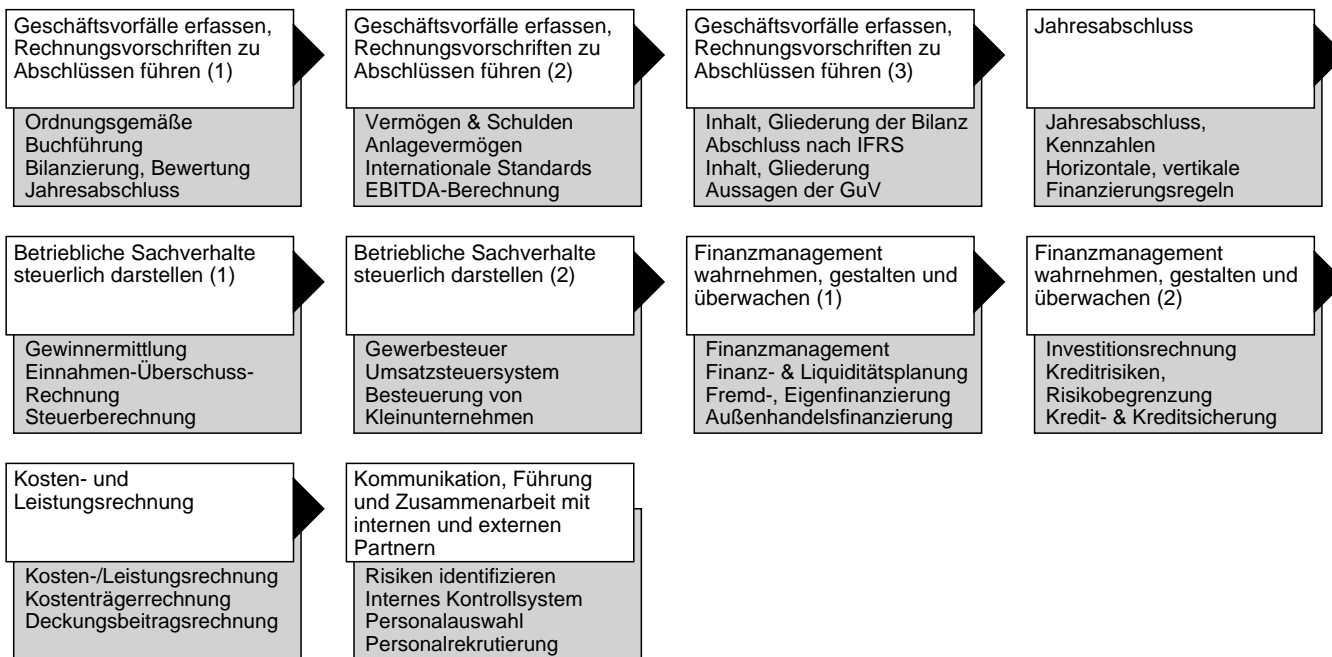 Geschäftsvorfälle erfassen,
Rechnungsvorschriften zu
Abschlüssen führen (1)
Ordnungsgemäße
Buchführung
Bilanzierung, Bewertung
Jahresabschluss
Geschäftsvorfälle erfassen,
Rechnungsvorschriften zu
Abschlüssen führen (2)
Vermögen & Schulden
Anlagevermögen
Internationale Standards
EBITDA-Berechnung
Geschäftsvorfälle erfassen,
Rechnungsvorschriften zu
Abschlüssen führen (3)
Inhalt, Gliederung der Bilanz
Abschluss nach IFRS
Inhalt, Gliederung
Aussagen der GuV
Jahresabschluss
Jahresabschluss,
Kennzahlen
Horizontale, vertikale
Finanzierungsregeln
Betriebliche Sachverhalte
steuerlich darstellen (1)
Gewinnermittlung
Einnahmen-Überschuss-
Rechnung
Steuerberechnung
Betriebliche Sachverhalte
steuerlich darstellen (2)
Gewerbesteuer
Umsatzsteuersystem
Besteuerung von
Kleinunternehmen
Finanzmanagement
wahrnehmen, gestalten und
überwachen (1)
Finanzmanagement
Finanz- & Liquiditätsplanung
Fremd-, Eigenfinanzierung
Außenhandelsfinanzierung
Finanzmanagement
wahrnehmen, gestalten und
überwachen (2)
Investitionsrechnung
Kreditrisiken,
Risikobegrenzung
Kredit- & Kreditsicherung
Kosten- und
Leistungsrechnung
Kosten-/Leistungsrechnung
Kostenträgerrechnung
Deckungsbeitragsrechnung
Kommunikation, Führung
und Zusammenarbeit mit
internen und externen
Partnern
Risiken identifizieren
Internes Kontrollsystem
Personalauswahl
Personalrekrutierung